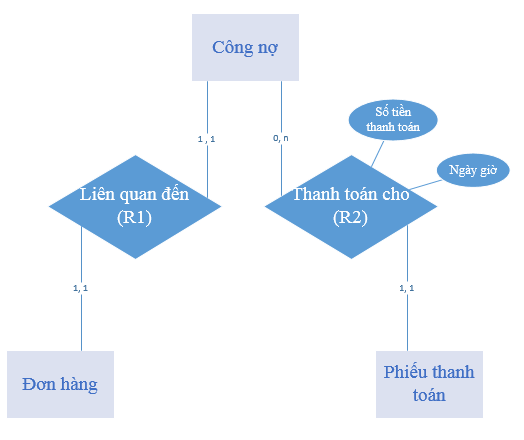 Công nợ
Số tiền
thanh toán
1 , 1
0, n
Ngày giờ
Liên quan đến
(R1)
Thanh toán cho
(R2)
1, 1
1, 1
Đơn hàng
Phiếu thanh
toán